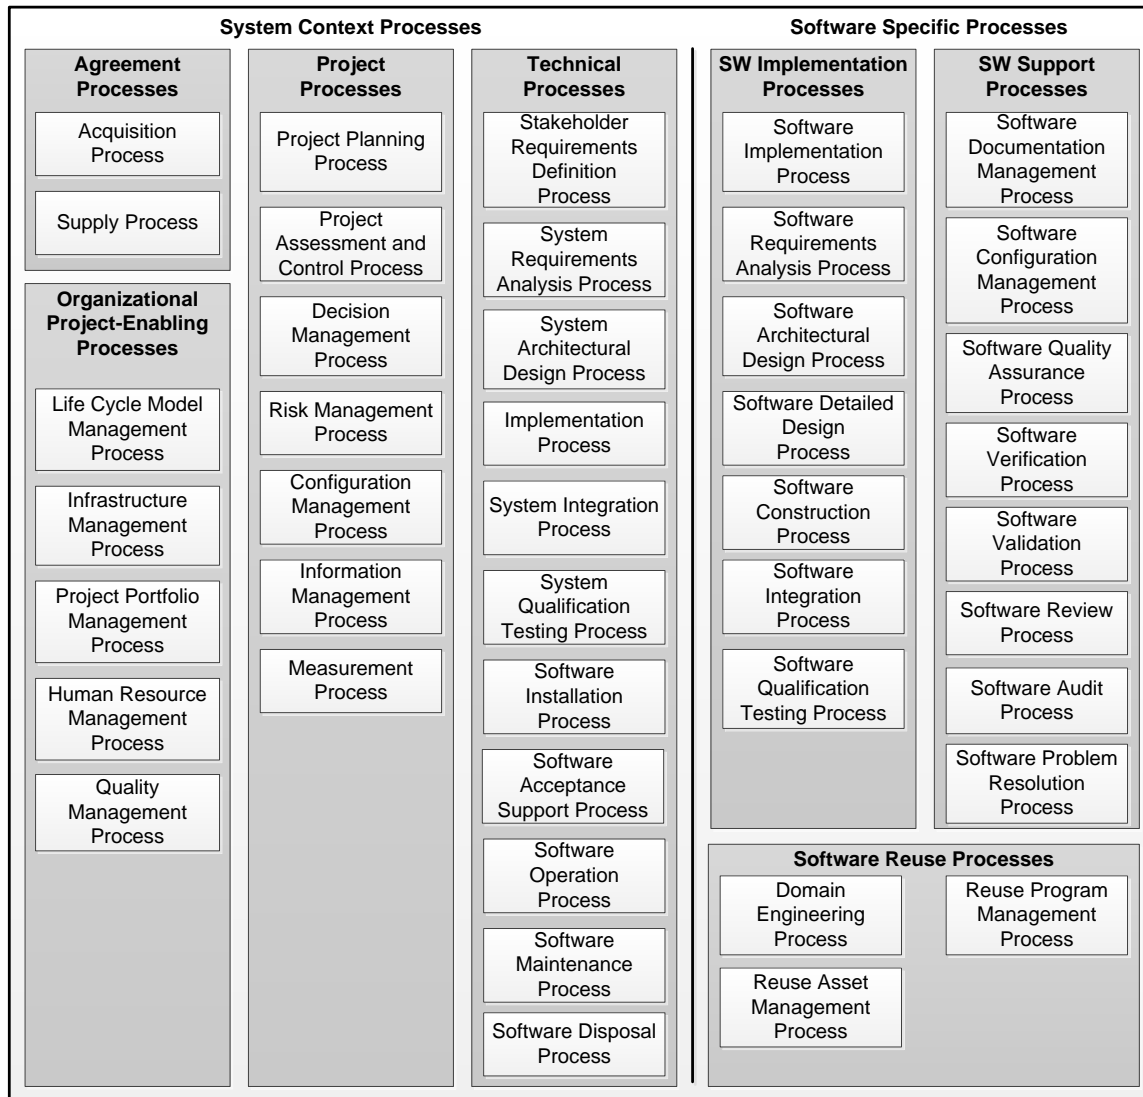 System Context Processes
Software Specific Processes
Agreement
Processes
Acquisition
Process
Supply Process
Organizational
Project-Enabling
Processes
Life Cycle Model
Management
Process
Infrastructure
Management
Process
Project Portfolio
Management
Process
Human Resource
Management
Process
Quality
Management
Process
Project
Processes
Project Planning
Process
Project
Assessment and
Control Process
Decision
Management
Process
Risk Management
Process
Configuration
Management
Process
Information
Management
Process
Measurement
Process
Technical
Processes
Stakeholder
Requirements
Definition
Process
System
Requirements
Analysis Process
System
Architectural
Design Process
Implementation
Process
System Integration
Process
System
Qualification
Testing Process
Software
Installation
Process
Software
Acceptance
Support Process
Software
Operation
Process
Software
Maintenance
Process
Software Disposal
Process
SW Implementation
Processes
Software
Implementation
Process
Software
Requirements
Analysis Process
Software
Architectural
Design Process
Software Detailed
Design
Process
Software
Construction
Process
Software
Integration
Process
Software
Qualification
Testing Process
SW Support
Processes
Software
Documentation
Management
Process
Software
Configuration
Management
Process
Software Quality
Assurance
Process
Software
Verification
Process
Software
Validation
Process
Software Review
Process
Software Audit
Process
Software Problem
Resolution
Process
Software Reuse Processes
Domain
Engineering
Process
Reuse Program
Management
Process
Reuse Asset
Management
Process